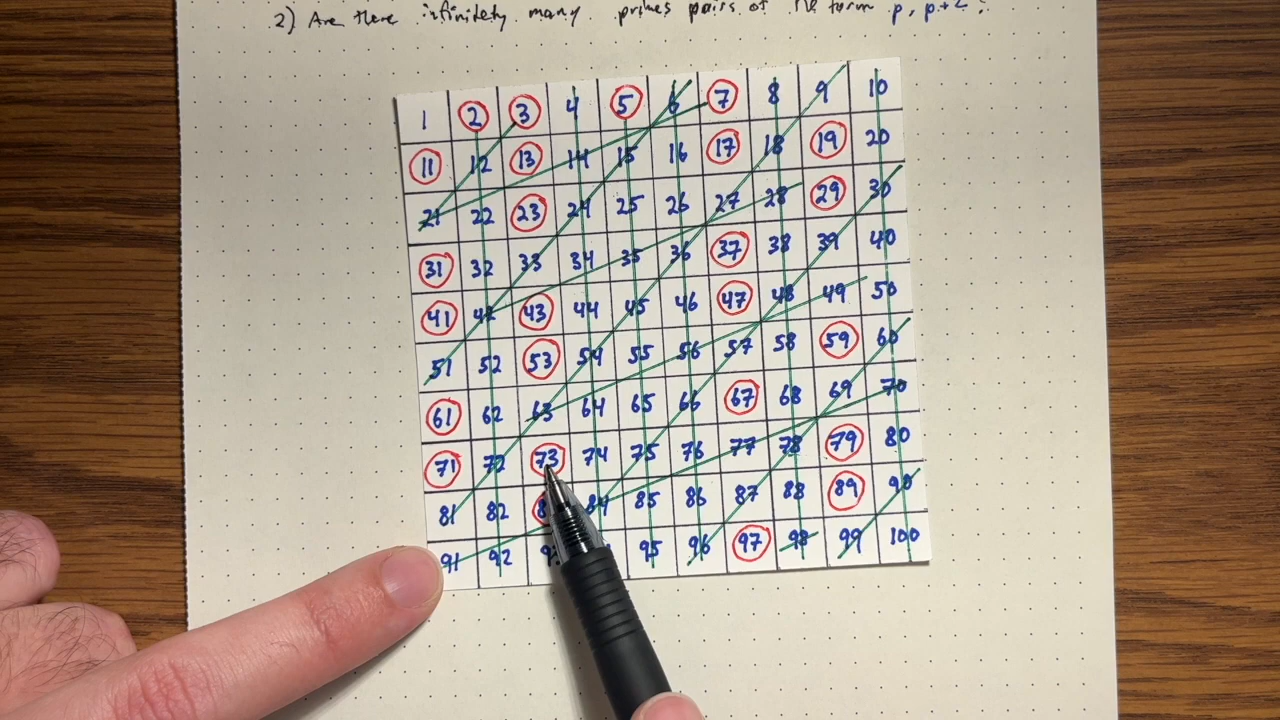 2) Are there infinitely many primes pairs of the form p, p+2?
1 2 3 4 5 6 7 8 9 10
11 12 13 14 15 16 17 18 19 20
21 22 23 24 25 26 27 28 29 30
31 32 33 34 35 36 37 38 39 40
41 42 43 44 45 46 47 48 49 50
51 52 53 54 55 56 57 58 59 60
61 62 63 64 65 66 67 68 69 70
71 72 73 74 75 76 77 78 79 80
81 82 84 85 86 87 88 89 90
91 92 95 96 97 98 99 100